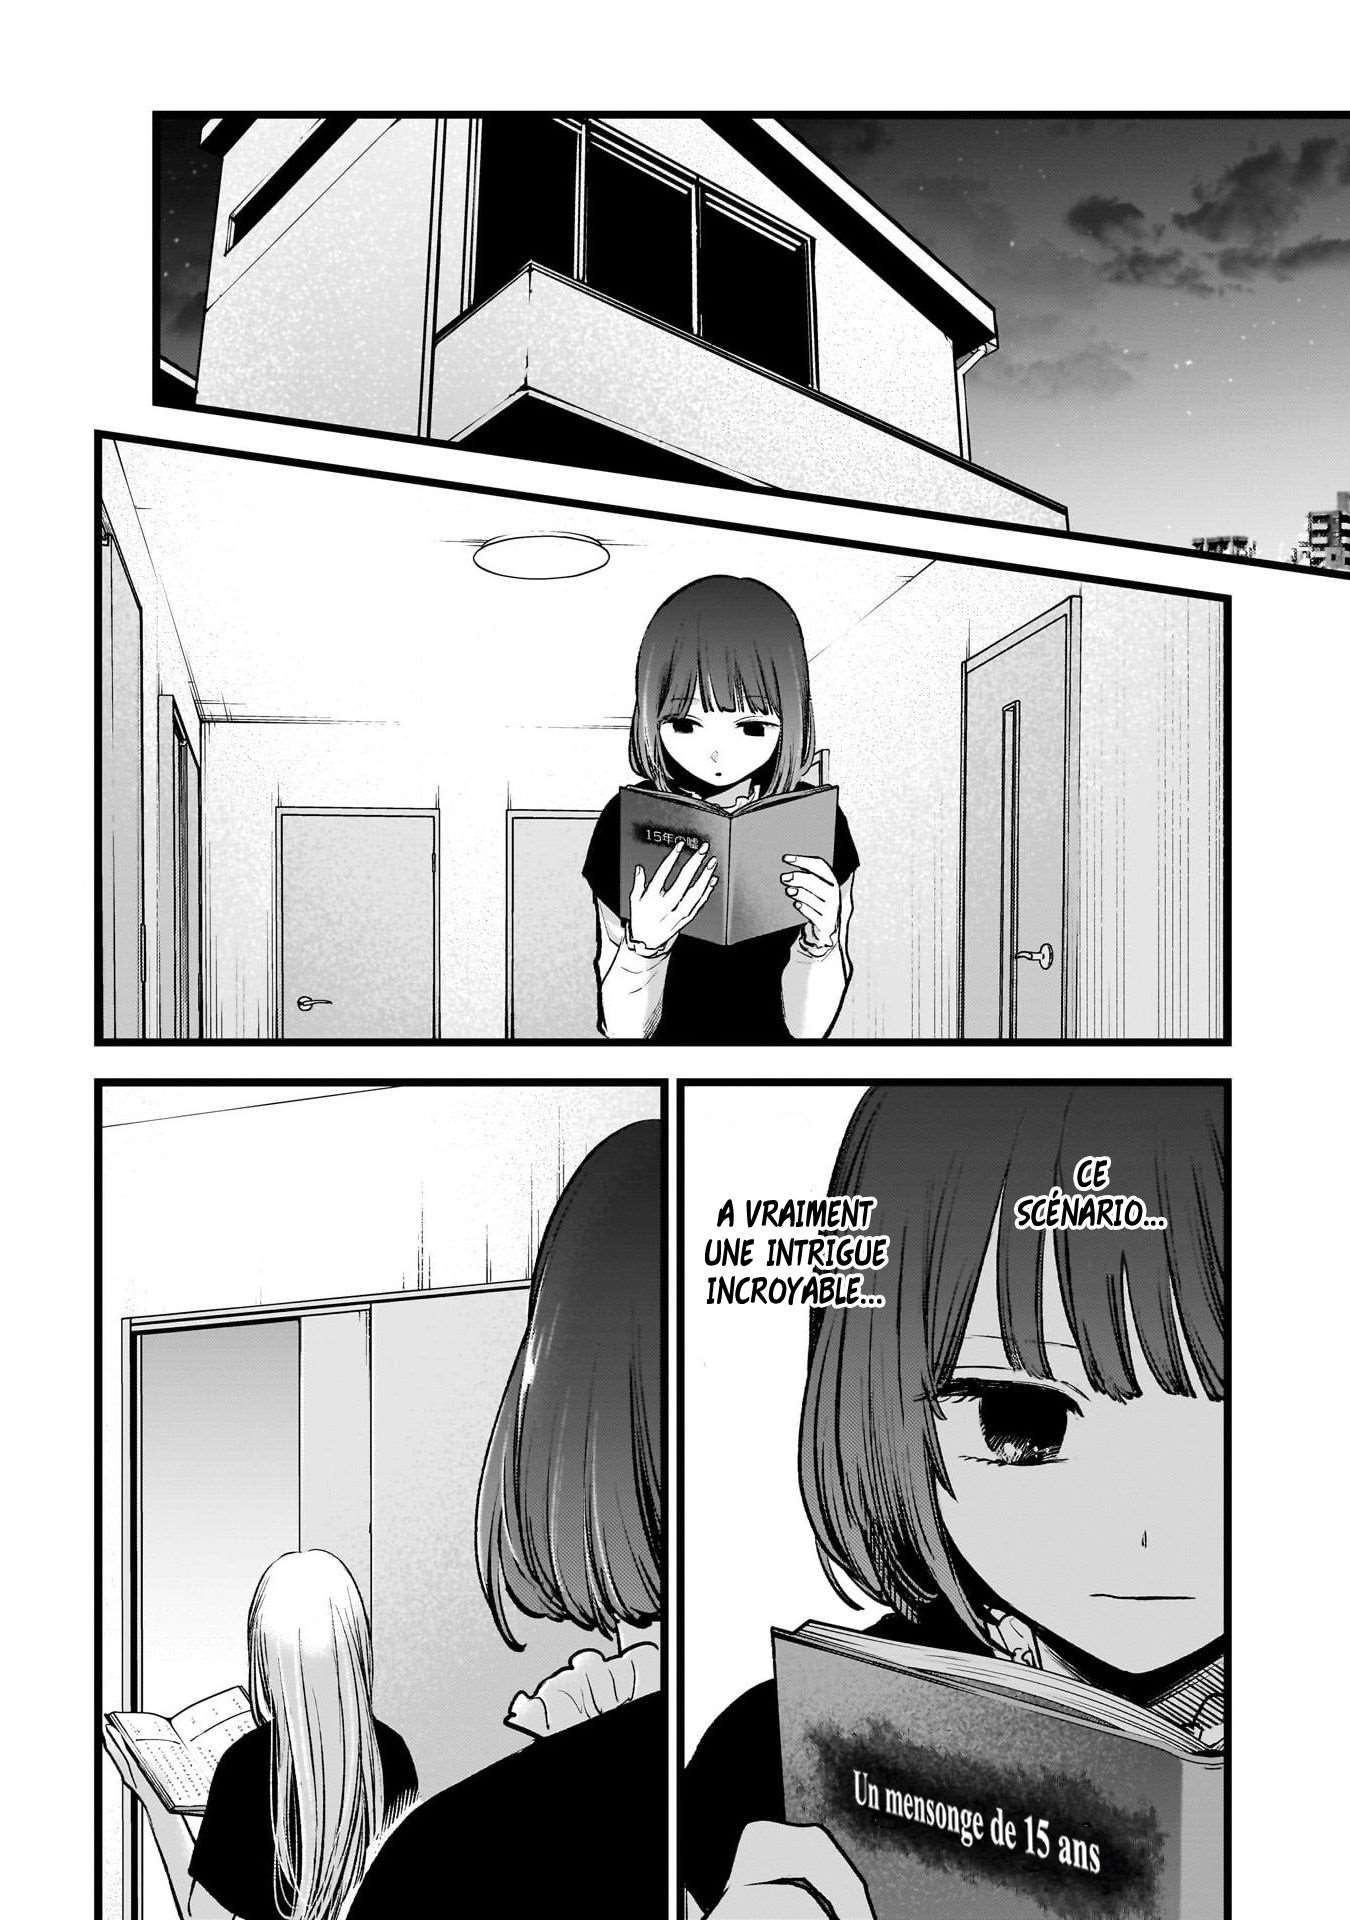 15年の嘘
CE
SCÉNARIO...
A VRAIMENT
UNE INTRIGUE
INCROYABLE...
Un mensonge de 15 ans